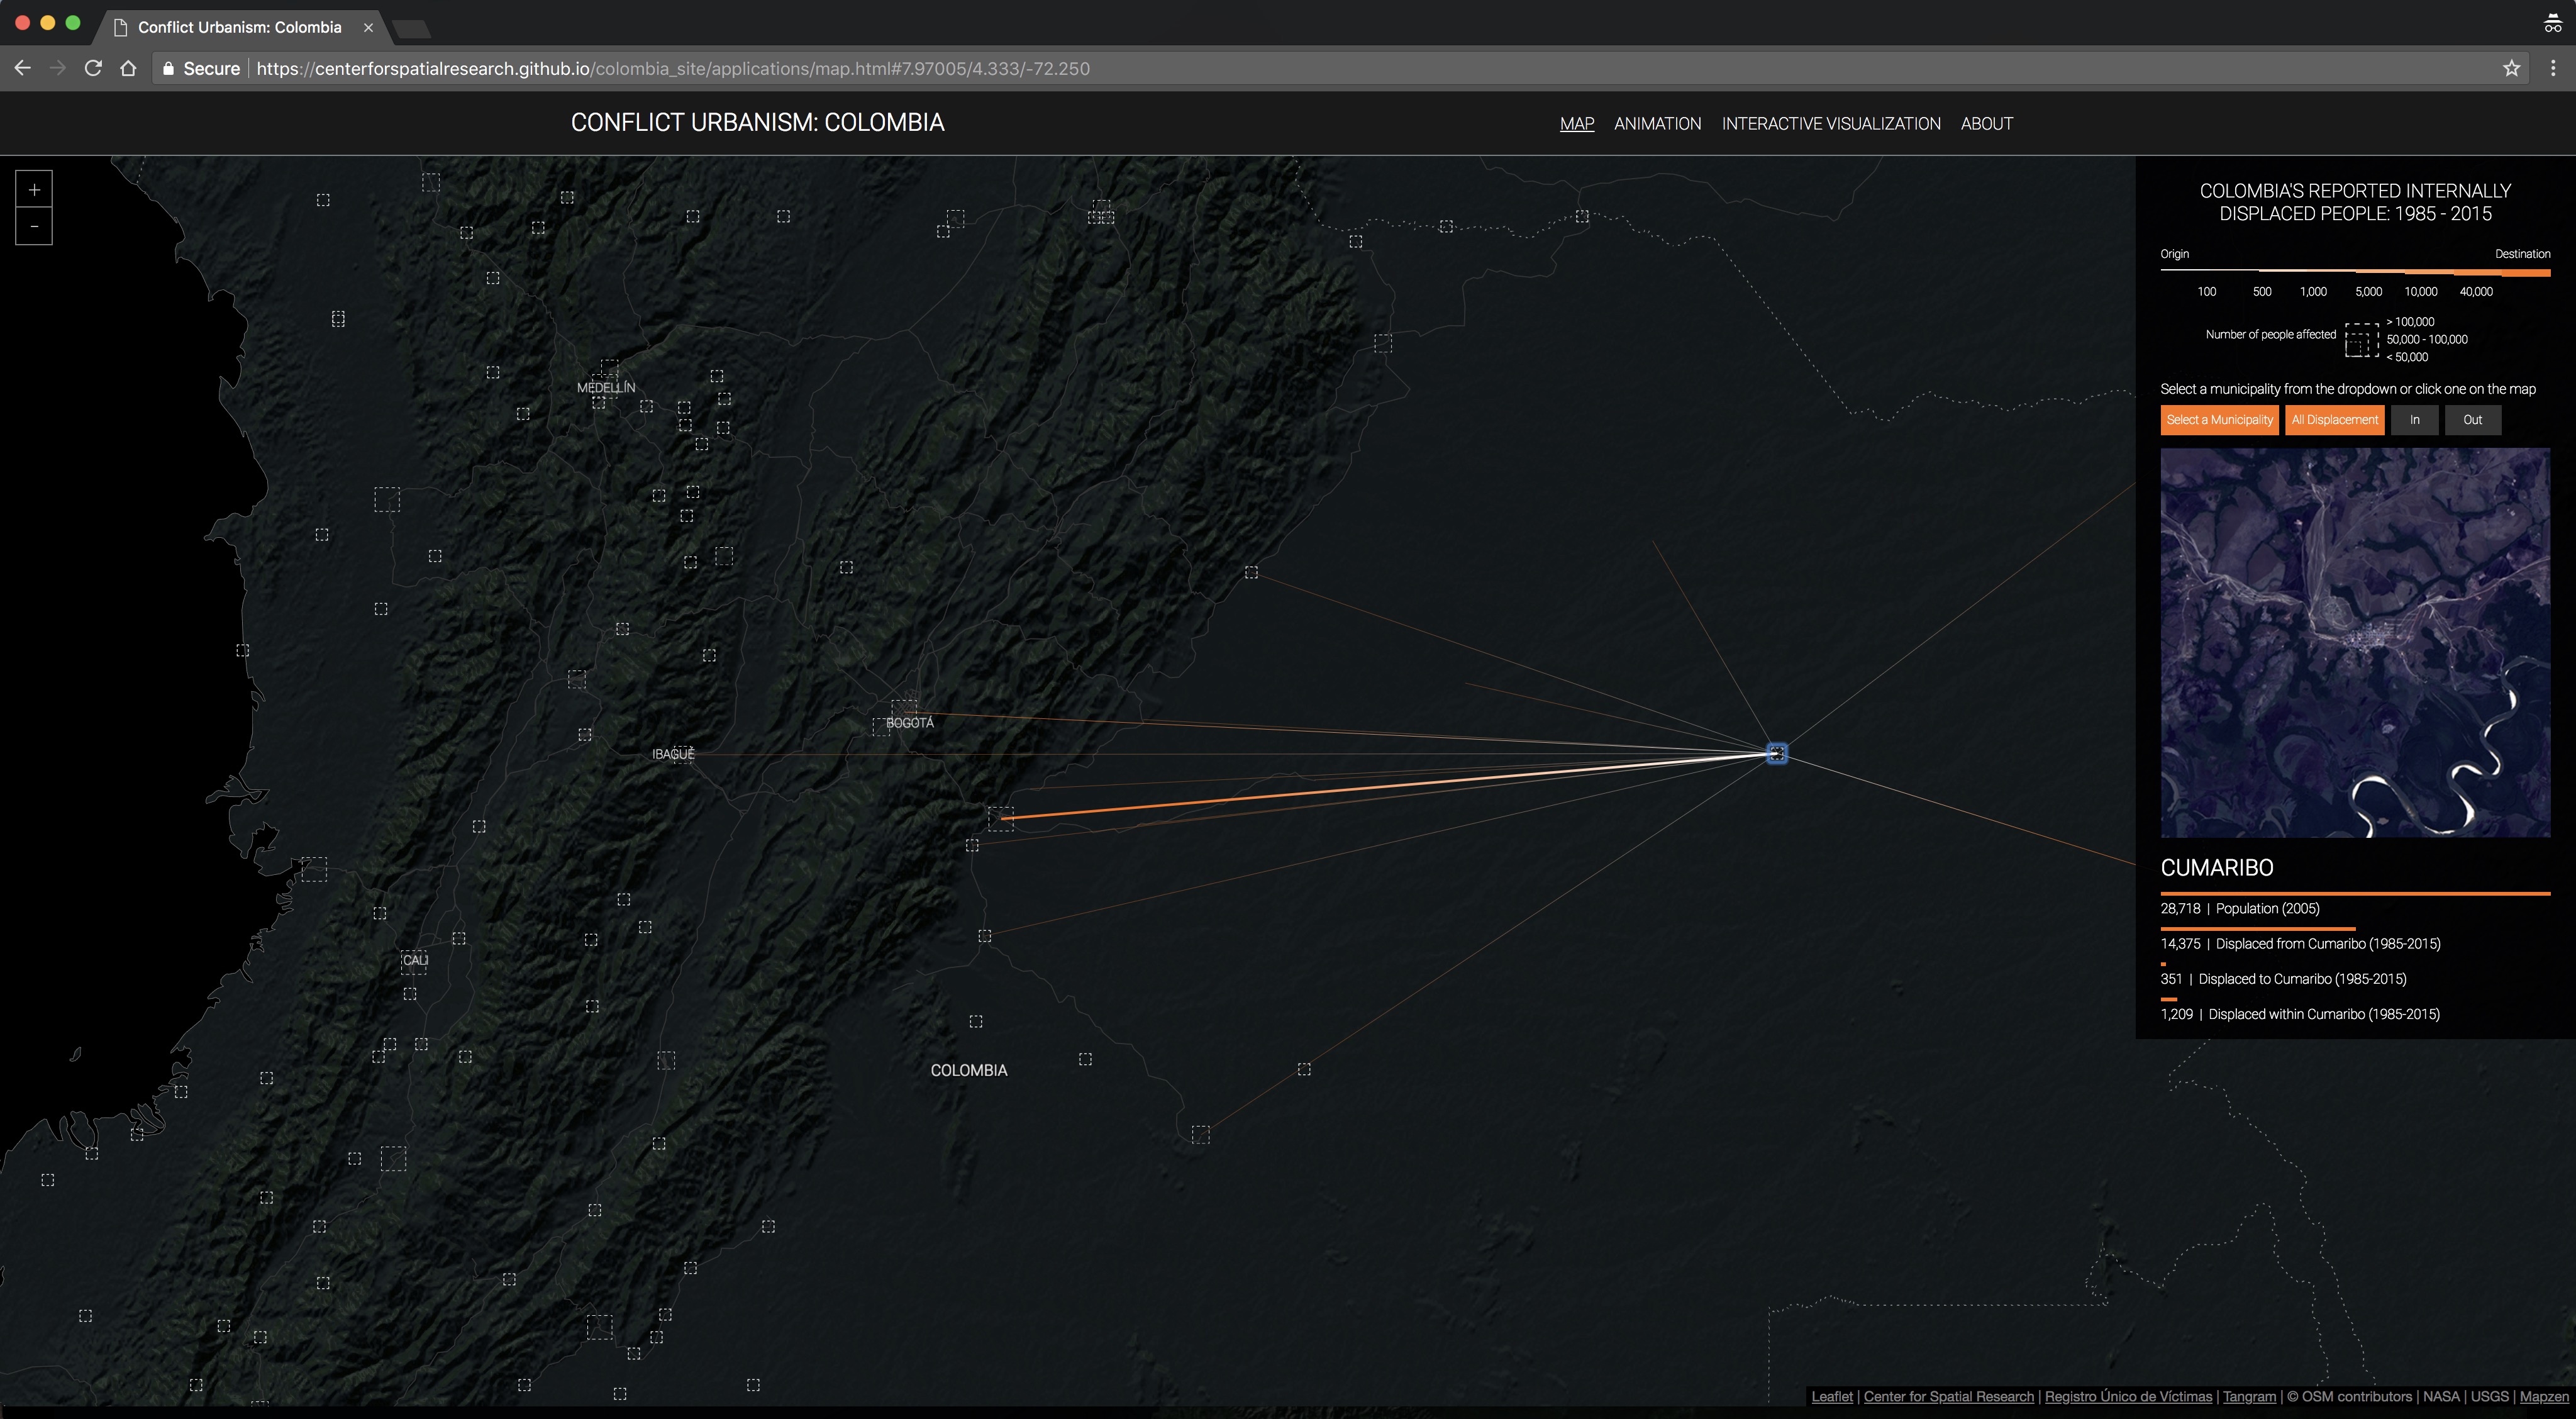 Conflict Urbanism: Colombia
Secure https://centerforspatialresearch.github.io/colombia_site/applications/map.html#7.97005/4.333/-72.250
CONFLICT URBANISM: COLOMBIA
MAP ANIMATION INTERACTIVE VISUALIZATION ABOUT
+
-
MEDELLÍN
BOGOTÁ
IBAGUÉ
CALI
COLOMBIA
COLOMBIA'S REPORTED INTERNALLY
DISPLACED PEOPLE: 1985 - 2015
Origin Destination
100 500 1,000 5,000 10,000 40,000
Number of people affected
> 100,000
50,000 - 100,000
< 50,000
Select a municipality from the dropdown or click one on the map
Select a Municipality All Displacement In Out
CUMARIBO
28,718 | Population (2005)
14,375 | Displaced from Cumaribo (1985-2015)
351 | Displaced to Cumaribo (1985-2015)
1,209 | Displaced within Cumaribo (1985-2015)
Leaflet | Center for Spatial Research | Registro Único de Víctimas | Tangram | © OSM contributors | NASA | USGS | Mapzen